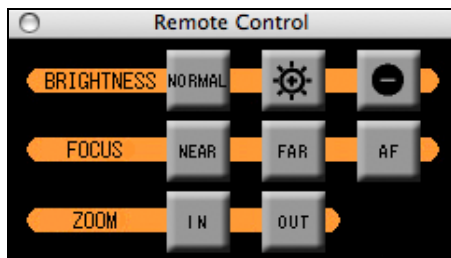 Remote Control
BRIGHTNESS NORMAL
FOCUS NEAR FAR AF
ZOOM IN OUT